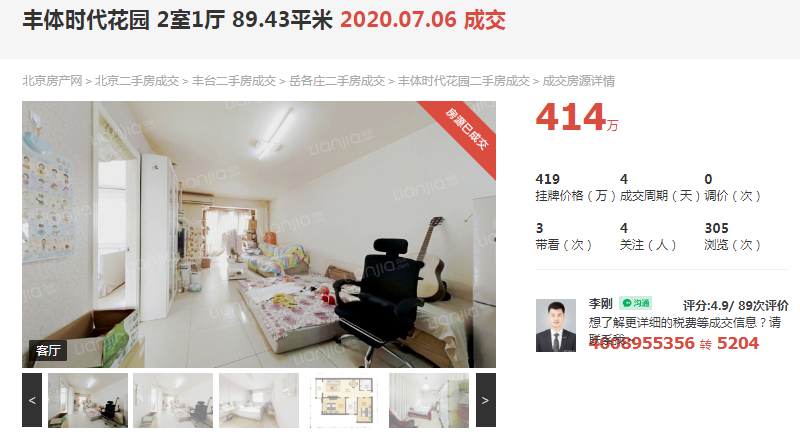 丰体时代花园 2室1厅 89.43平米 2020.07.06 成交
北京房产网 > 北京二手房成交 > 丰台二手房成交 > 岳各庄二手房成交 > 丰体时代花园二手房成交 > 成交房源详情
房源已成交
lianjia
lianjia
lianjia
lianjia.com
客厅
<
>
414万
419 4 0
挂牌价格（万） 成交周期（天） 调价（次）
3 4 305
带看（次） 关注（人） 浏览（次）
李刚 沟通 评分:4.9/ 89次评价
想了解更详细的税费等成交信息？请
4008955356 转 5204